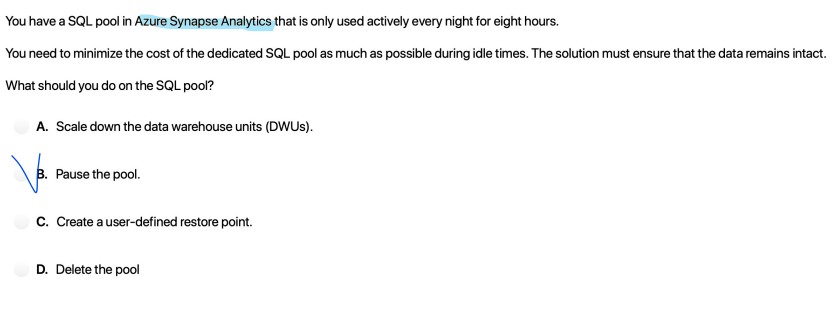 You have a SQL pool in Azure Synapse Analytics that is only used actively every night for eight hours.
You need to minimize the cost of the dedicated SQL pool as much as possible during idle times. The solution must ensure that the data remains intact.
What should you do on the SQL pool?
A. Scale down the data warehouse units (DWUs).
B. Pause the pool.
C. Create a user-defined restore point.
D. Delete the pool